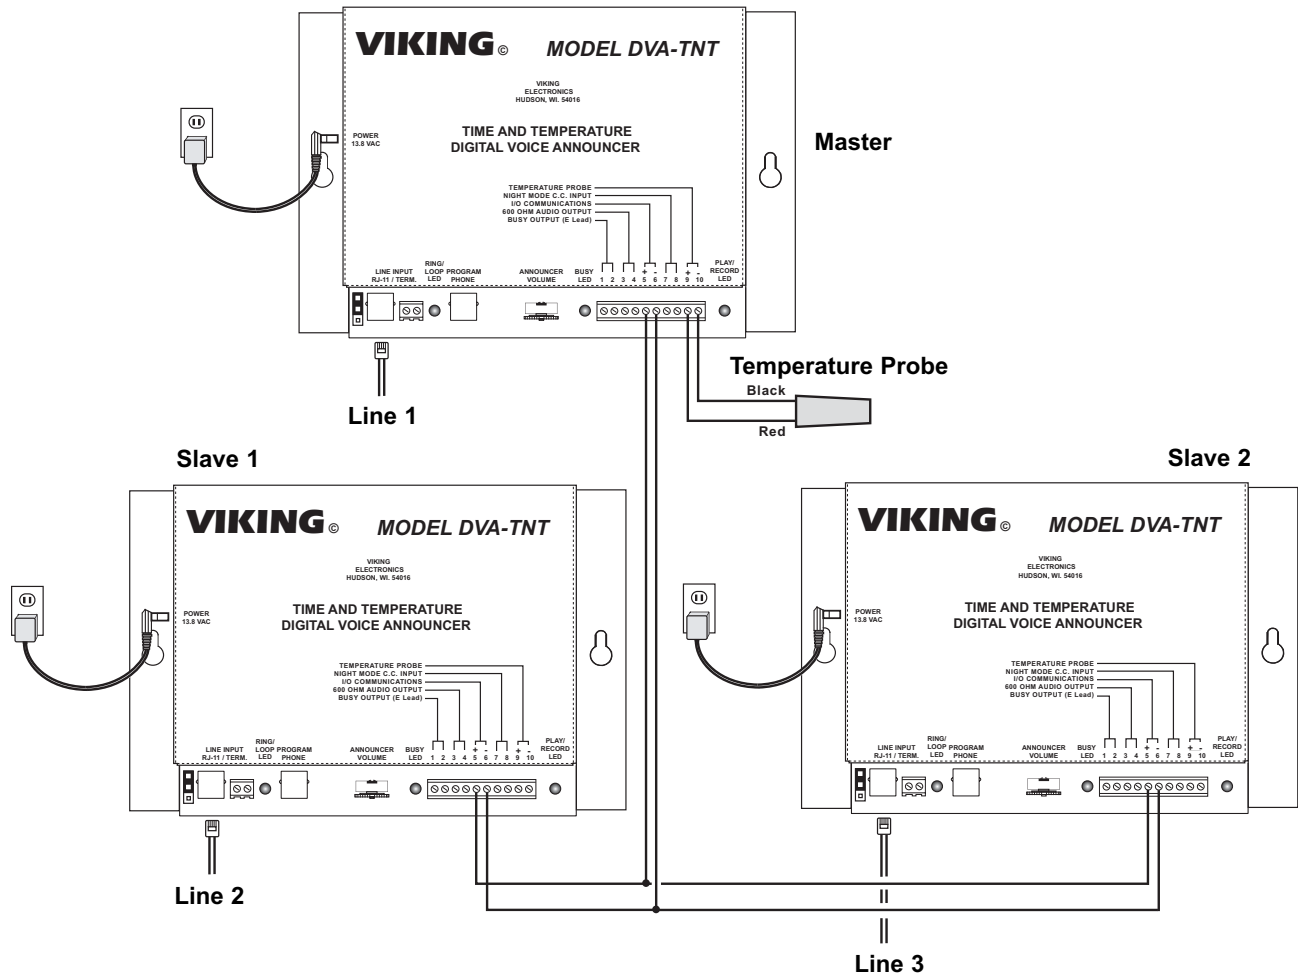 VIKING © MODEL DVA-TNT
VIKING
ELECTRONICS
HUDSON, WI. 54016
POWER
13.8 VAC
TIME AND TEMPERATURE
DIGITAL VOICE ANNOUNCER
Master
TEMPERATURE PROBE
NIGHT MODE C.C. INPUT
I/O COMMUNICATIONS
600 OHM AUDIO OUTPUT
BUSY OUTPUT (E Lead)
LINE INPUT
RJ-11 / TERM.
RING/
LOOP
LED
PROGRAM
PHONE
ANNOUNCER
VOLUME
BUSY
LED
+ - + -
1 2 3 4 5 6 7 8 9 10
PLAY/
RECORD
LED
Temperature Probe
Black
Red
Line 1
Slave 1
VIKING © MODEL DVA-TNT
VIKING
ELECTRONICS
HUDSON, WI. 54016
POWER
13.8 VAC
TIME AND TEMPERATURE
DIGITAL VOICE ANNOUNCER
TEMPERATURE PROBE
NIGHT MODE C.C. INPUT
I/O COMMUNICATIONS
600 OHM AUDIO OUTPUT
BUSY OUTPUT (E Lead)
LINE INPUT
RJ-11 / TERM.
RING/
LOOP
LED
PROGRAM
PHONE
ANNOUNCER
VOLUME
BUSY
LED
+ - + -
1 2 3 4 5 6 7 8 9 10
PLAY/
RECORD
LED
Line 2
Slave 2
VIKING © MODEL DVA-TNT
VIKING
ELECTRONICS
HUDSON, WI. 54016
POWER
13.8 VAC
TIME AND TEMPERATURE
DIGITAL VOICE ANNOUNCER
TEMPERATURE PROBE
NIGHT MODE C.C. INPUT
I/O COMMUNICATIONS
600 OHM AUDIO OUTPUT
BUSY OUTPUT (E Lead)
LINE INPUT
RJ-11 / TERM.
RING/
LOOP
LED
PROGRAM
PHONE
ANNOUNCER
VOLUME
BUSY
LED
+ - + -
1 2 3 4 5 6 7 8 9 10
PLAY/
RECORD
LED
Line 3